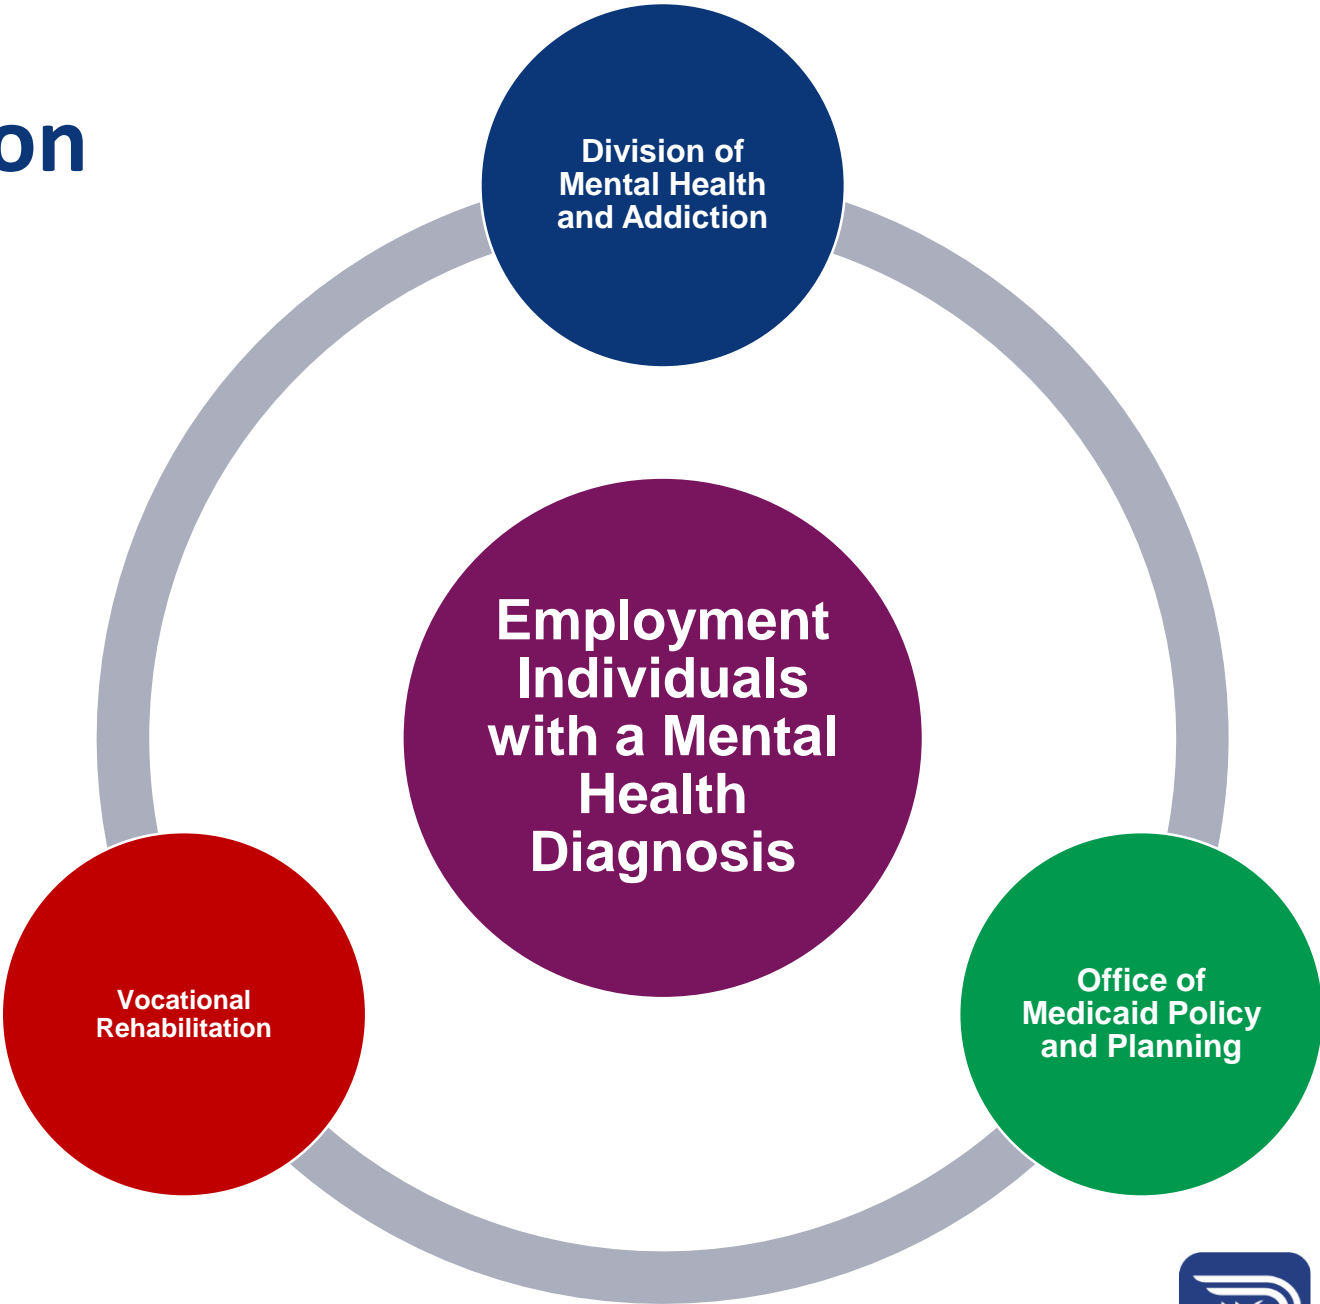 on
Division of
Mental Health
and Addiction
Employment
Individuals
with a Mental
Health
Diagnosis
Vocational
Rehabilitation
Office of
Medicaid Policy
and Planning